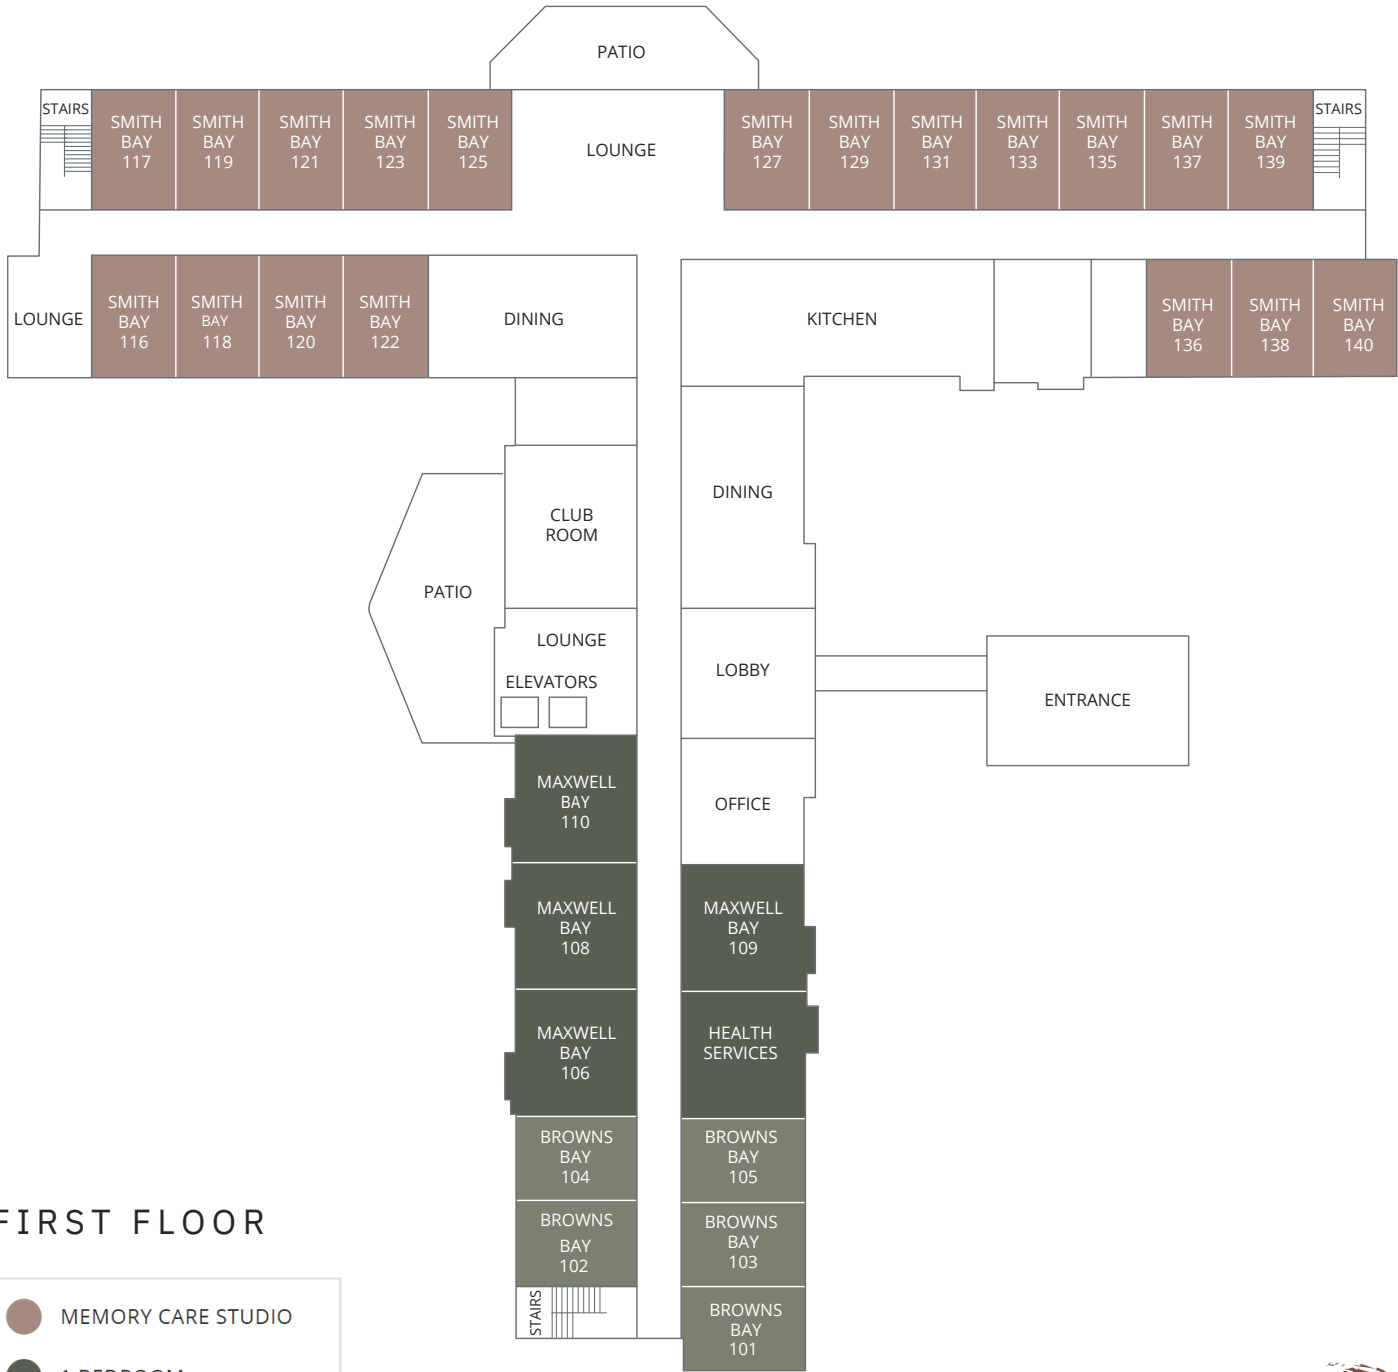 PATIO
STAIRS
SMITH
BAY
117
SMITH
BAY
119
SMITH
BAY
121
SMITH
BAY
123
SMITH
BAY
125
LOUNGE
SMITH
BAY
127
SMITH
BAY
129
SMITH
BAY
131
SMITH
BAY
133
SMITH
BAY
135
SMITH
BAY
137
SMITH
BAY
139
STAIRS
LOUNGE
SMITH
BAY
116
SMITH
BAY
118
SMITH
BAY
120
SMITH
BAY
122
DINING
KITCHEN
SMITH
BAY
136
SMITH
BAY
138
SMITH
BAY
140
CLUB
ROOM
DINING
PATIO
LOUNGE
ELEVATORS
LOBBY
ENTRANCE
MAXWELL
BAY
110
OFFICE
MAXWELL
BAY
108
MAXWELL
BAY
109
MAXWELL
BAY
106
HEALTH
SERVICES
BROWNS
BAY
104
BROWNS
BAY
105
BROWNS
BAY
102
BROWNS
BAY
103
STAIRS
BROWNS
BAY
101
FIRST FLOOR
MEMORY CARE STUDIO
1 BEDROOM